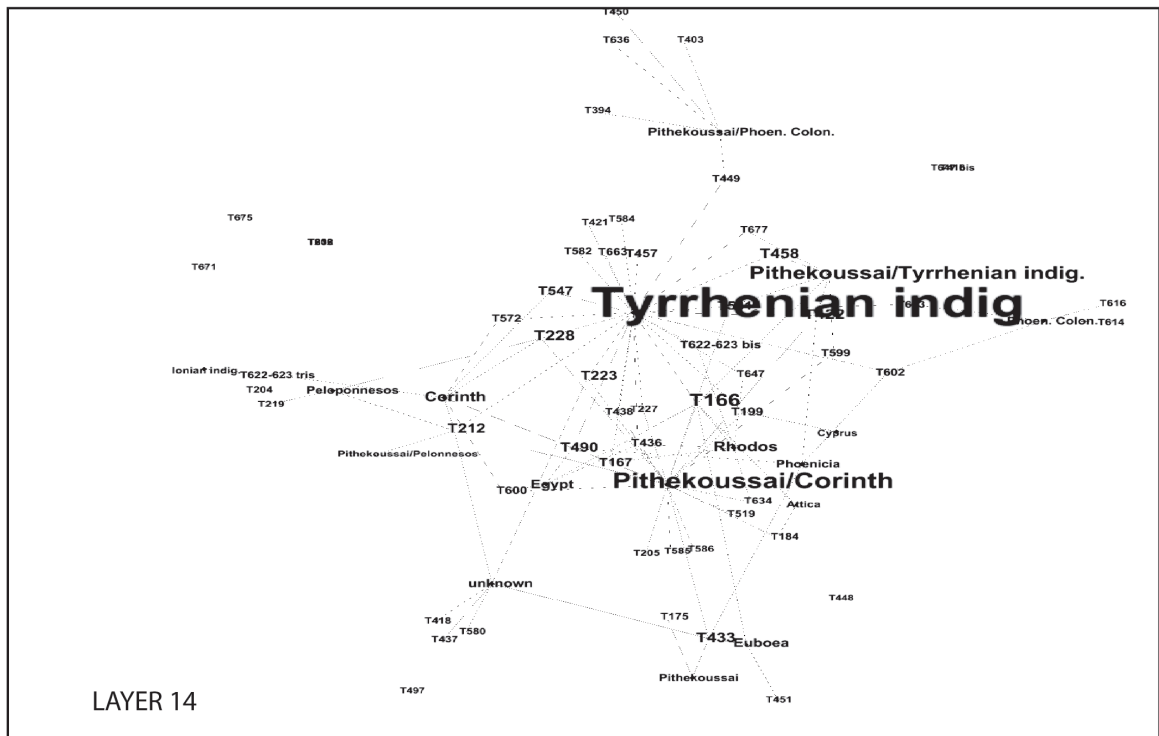 T450
T636
T403
T394
Pithekoussai/Phoen. Colon.
T449
T675
T421
T584
T677
T582
T663
T457
T458
T671
Pithekoussai/Tyrrhenian indig.
T547
Tyrrhenian indig
T616
Phoen. Colon.
T614
T572
T228
T622-623 bis
T599
Ionian indig.
T622-623 tris
T223
T647
T602
T204
Peloponnesos
Corinth
T219
T166
T438
T227
T199
T212
Cyprus
T436
T490
Rhodos
Pithekoussai/Pelonnesos
T167
Phoenicia
T600
Egypt
Pithekoussai/Corinth
T634
Attica
T519
T184
T205
T585
T586
unknown
T448
T175
T418
T580
T437
T433
Euboea
Pithekoussai
T497
T451
LAYER 14